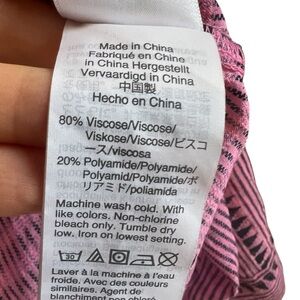 Made in China
Fabriqué en Chine
in China Hergestellt
Vervaardigd in China
中国製
Hecho en China
80% Viscose/Viscose/
Viskose/Viscose/ビスコ
ース/viscosa
20% Polyamide/Polyamide/
Polyamid/Polyamide/ポ
リアミド/poliamida
Machine wash cold. With
like colors. Non-chlorine
bleach only. Tumble dry
low. Iron on lowest setting.
Laver à la machine à l'eau
froide. Avec des couleurs
similaires. Agent de
blanchiment non chloré